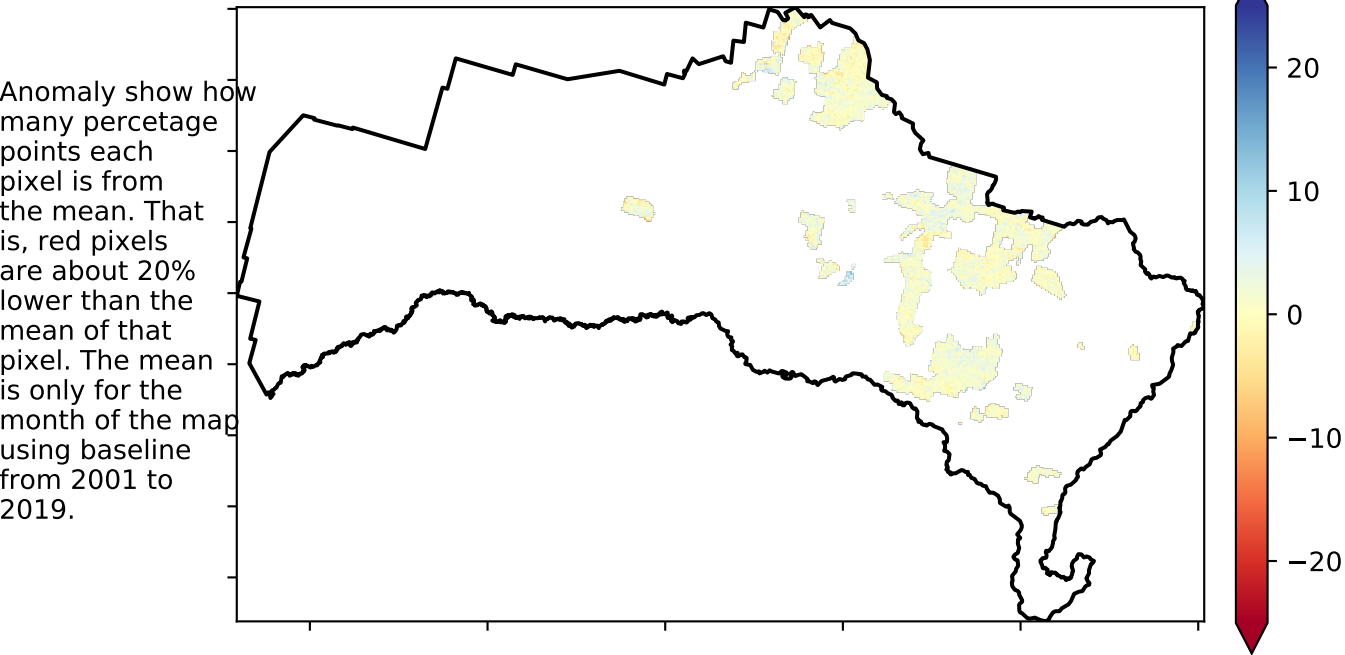 Anomaly show how
many percetage
points each
pixel is from
the mean. That
is, red pixels
are about 20%
lower than the
mean of that
pixel. The mean
is only for the
month of the map
using baseline
from 2001 to
2019.
20
10
0
−10
−20